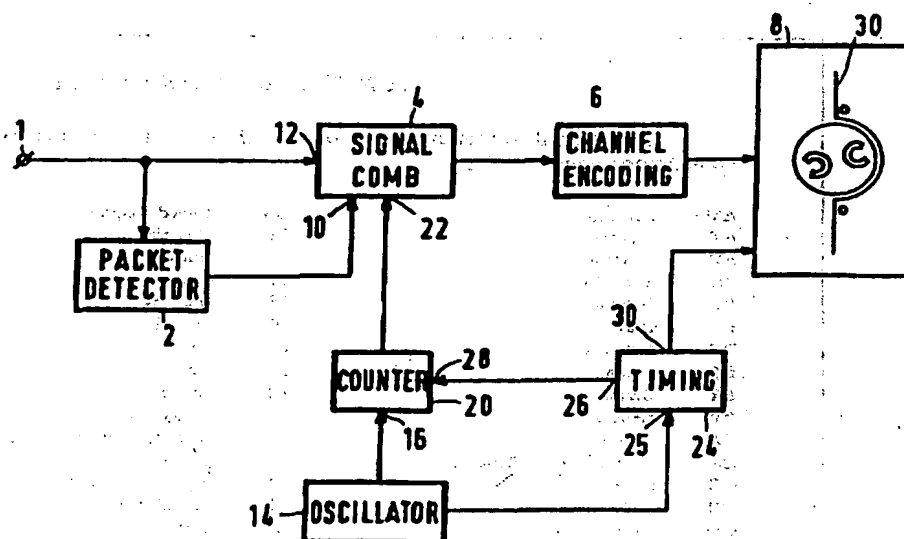 8
30
4
6
1
12
SIGNAL
COMB
CHANNEL
ENCODING
10
22
PACKET
DETECTOR
2
30
28
COUNTER
20
26
TIMING
16
25
24
14
OSCILLATOR